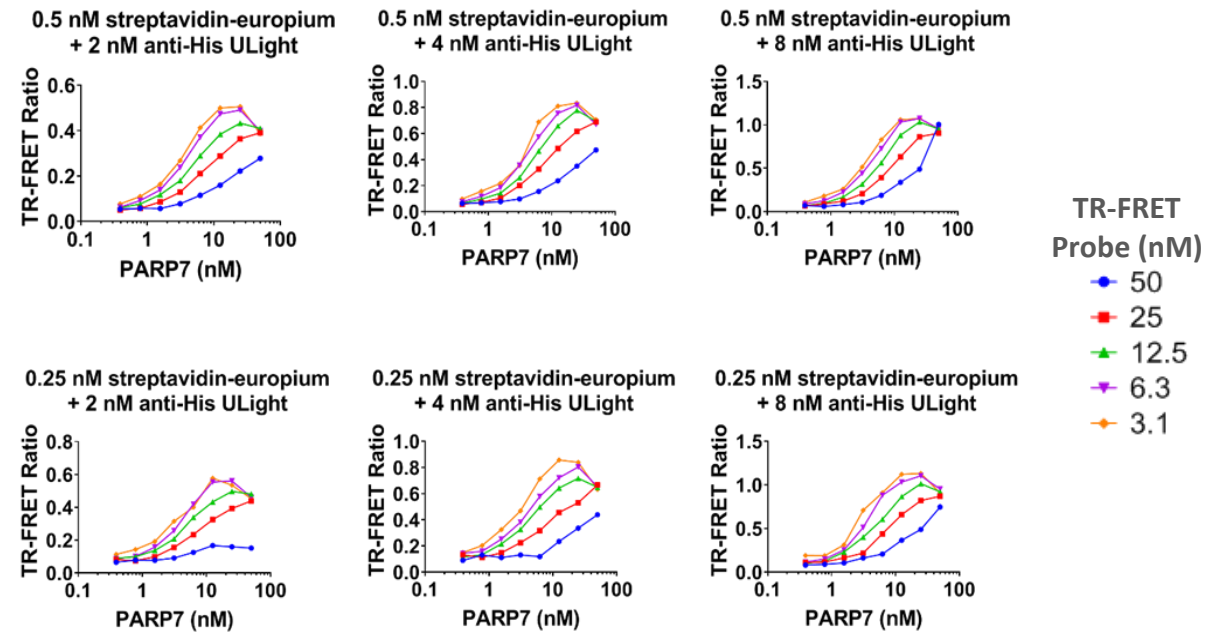 0.5 nM streptavidin-europium
+ 2 nM anti-His ULight
TR-FRET Ratio
0.6
0.4
0.2
0.0
0.1 1 10 100
PARP7 (nM)
0.5 nM streptavidin-europium
+ 4 nM anti-His ULight
TR-FRET Ratio
1.0
0.8
0.6
0.4
0.2
0.0
0.1 1 10 100
PARP7 (nM)
0.5 nM streptavidin-europium
+ 8 nM anti-His ULight
TR-FRET Ratio
1.5
1.0
0.5
0.0
0.1 1 10 100
PARP7 (nM)
0.25 nM streptavidin-europium
+ 2 nM anti-His ULight
TR-FRET Ratio
0.8
0.6
0.4
0.2
0.0
0.1 1 10 100
PARP7 (nM)
0.25 nM streptavidin-europium
+ 4 nM anti-His ULight
TR-FRET Ratio
1.0
0.8
0.6
0.4
0.2
0.0
0.1 1 10 100
PARP7 (nM)
0.25 nM streptavidin-europium
+ 8 nM anti-His ULight
TR-FRET Ratio
1.5
1.0
0.5
0.0
0.1 1 10 100
PARP7 (nM)
TR-FRET
Probe (nM)
50
25
12.5
6.3
3.1